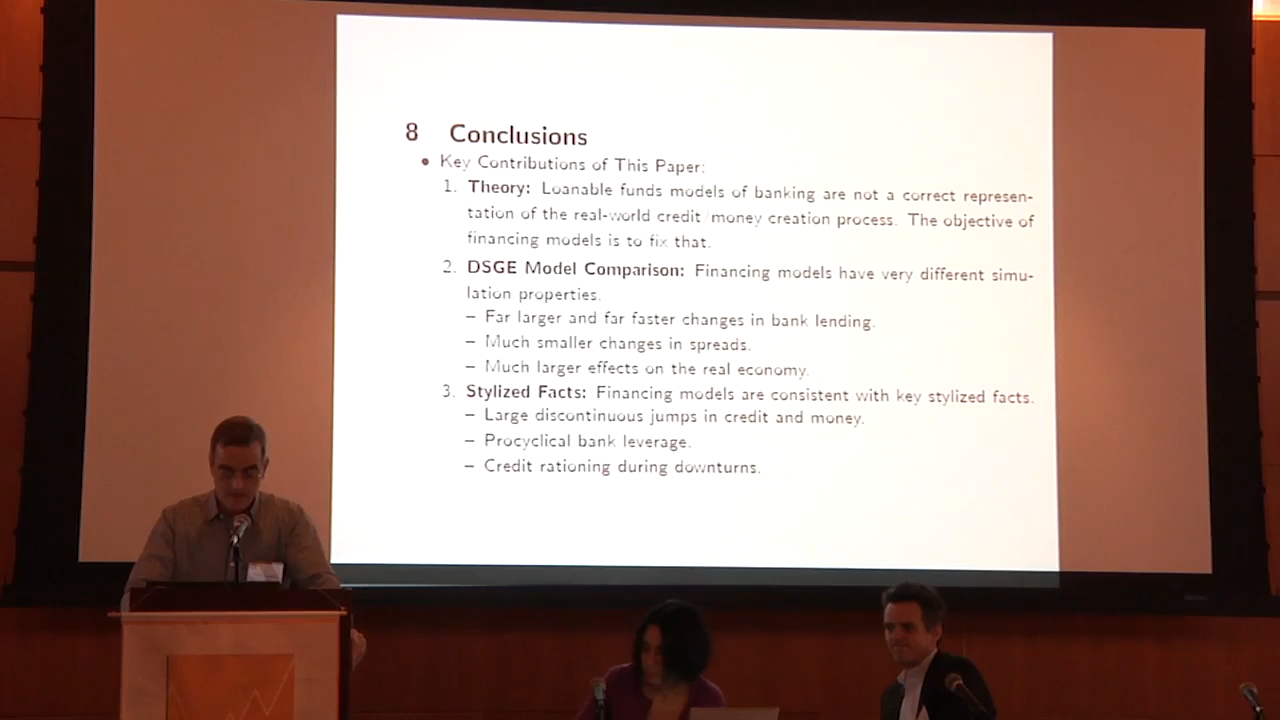 8 Conclusions
• Key Contributions of This Paper:
1. Theory: Loanable funds models of banking are not a correct represen-
tation of the real-world credit/money creation process. The objective of
financing models is to fix that.
2. DSGE Model Comparison: Financing models have very different simu-
lation properties.
– Far larger and far faster changes in bank lending.
– Much smaller changes in spreads.
– Much larger effects on the real economy.
3. Stylized Facts: Financing models are consistent with key stylized facts.
– Large discontinuous jumps in credit and money.
– Procyclical bank leverage.
– Credit rationing during downturns.